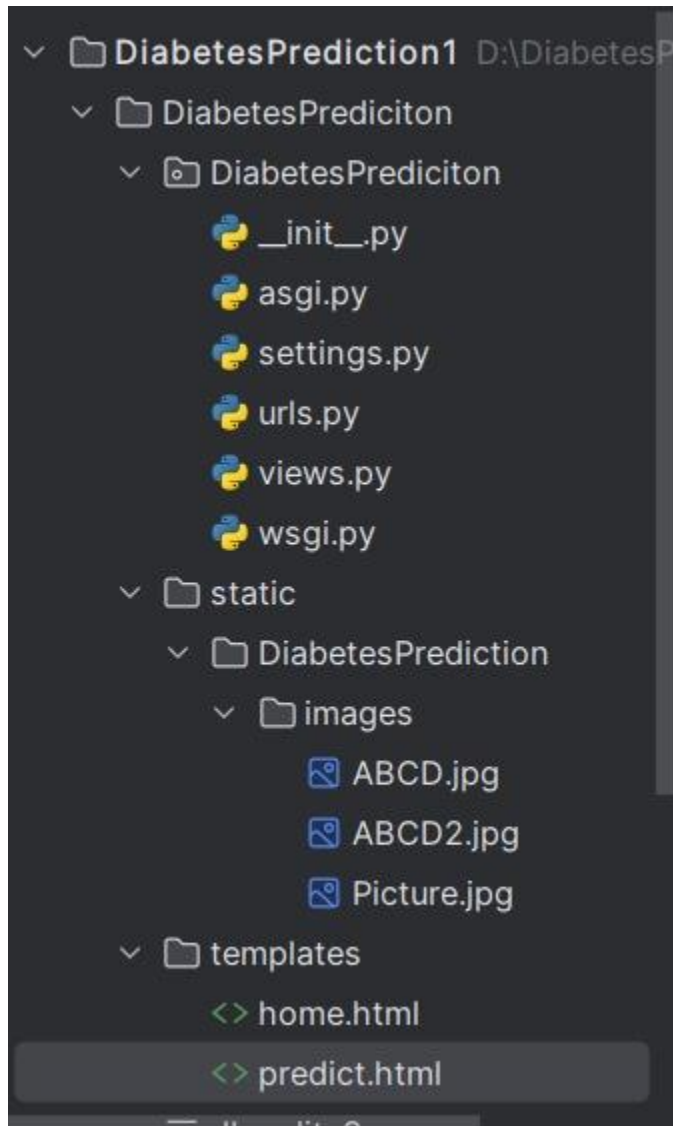 DiabetesPrediction1 D:\DiabetesP
DiabetesPrediciton
DiabetesPrediciton
__init__.py
asgi.py
settings.py
urls.py
views.py
wsgi.py
static
DiabetesPrediction
images
ABCD.jpg
ABCD2.jpg
Picture.jpg
templates
home.html
predict.html